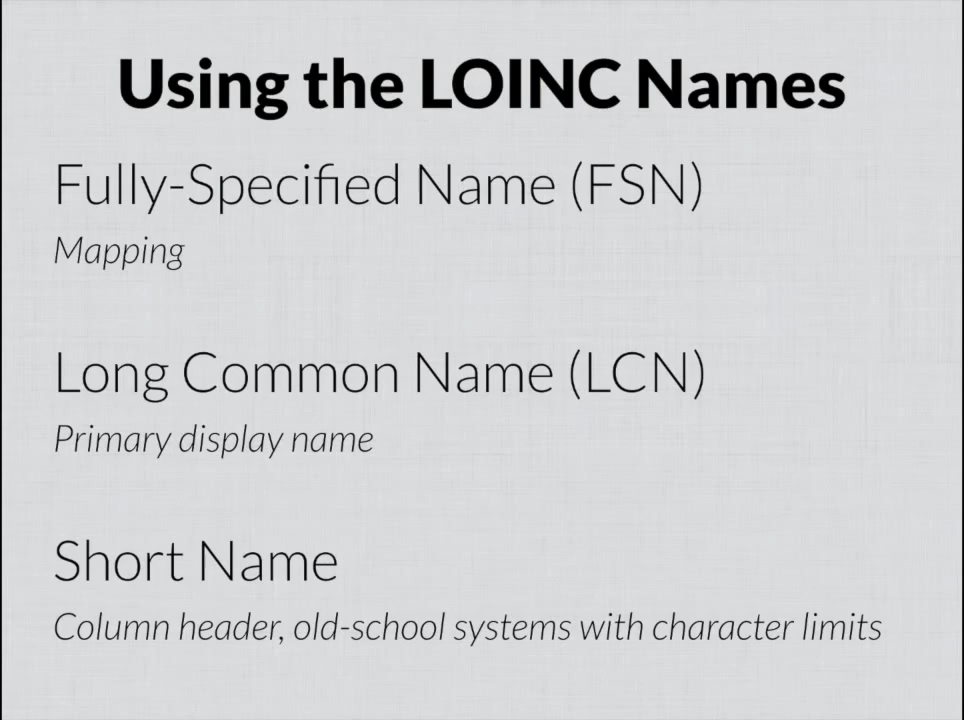 Using the LOINC Names
Fully-Specified Name (FSN)
Mapping
Long Common Name (LCN)
Primary display name
Short Name
Column header, old-school systems with character limits